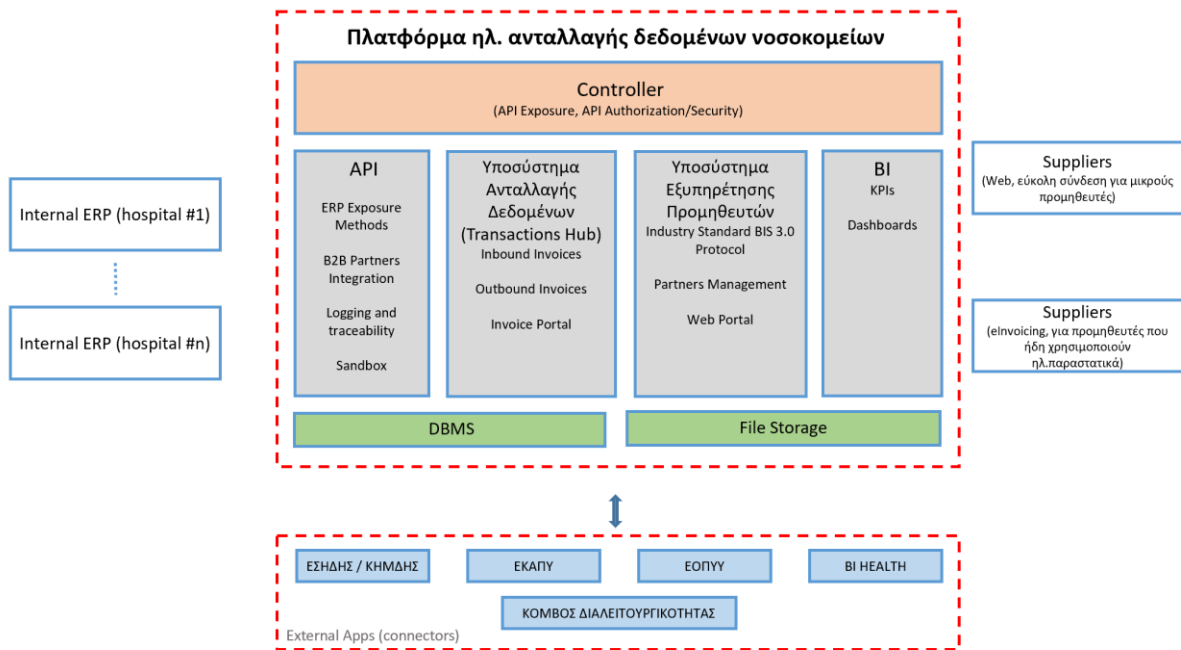 Πλατφόρμα ηλ. ανταλλαγής δεδομένων νοσοκομείων
Controller
(API Exposure, API Authorization/Security)
Internal ERP (hospital #1)
Internal ERP (hospital #n)
API
ERP Exposure
Methods
B2B Partners
Integration
Logging and
traceability
Sandbox
Υποσύστημα
Ανταλλαγής
Δεδομένων
(Transactions Hub)
Inbound Invoices
Outbound Invoices
Invoice Portal
Υποσύστημα
Εξυπηρέτησης
Προμηθευτών
Industry Standard BIS 3.0
Protocol
Partners Management
Web Portal
BI
KPIs
Dashboards
Suppliers
(Web, εύκολη σύνδεση για μικρούς
προμηθευτές)
Suppliers
(eInvoicing, για προμηθευτές που
ήδη χρησιμοποιούν
ηλ.παραστατικά)
DBMS
File Storage
ΕΣΗΔΗΣ / ΚΗΜΔΗΣ
ΕΚΑΠΥ
ΕΟΠΥΥ
BI HEALTH
ΚΟΜΒΟΣ ΔΙΑΛΕΙΤΟΥΡΓΙΚΟΤΗΤΑΣ
External Apps (connectors)